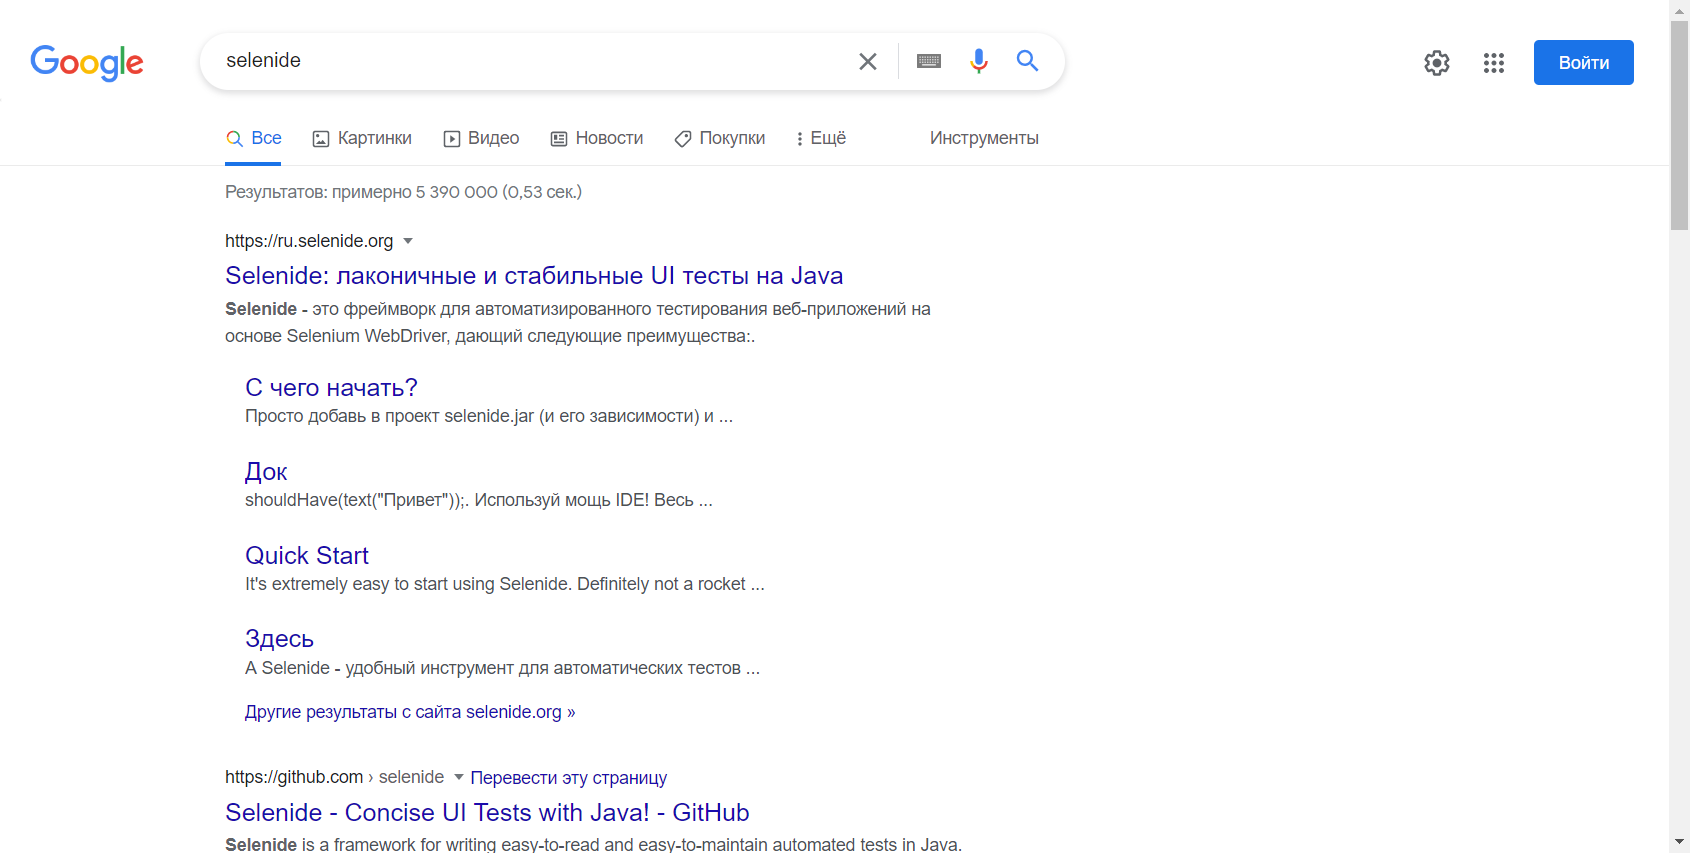 Google
selenide
Войти
Все Картинки Видео Новости Покупки Ещё Инструменты
Результатов: примерно 5 390 000 (0,53 сек.)
https://ru.selenide.org
Selenide: лаконичные и стабильные UI тесты на Java
Selenide - это фреймворк для автоматизированного тестирования веб-приложений на
основе Selenium WebDriver, дающий следующие преимущества:.
С чего начать?
Просто добавь в проект selenide.jar (и его зависимости) и ...
Док
shouldHave(text("Привет"));. Используй мощь IDE! Весь ...
Quick Start
It's extremely easy to start using Selenide. Definitely not a rocket ...
Здесь
А Selenide - удобный инструмент для автоматических тестов ...
Другие результаты с сайта selenide.org »
https://github.com › selenide Перевести эту страницу
Selenide - Concise UI Tests with Java! - GitHub
Selenide is a framework for writing easy-to-read and easy-to-maintain automated tests in Java.